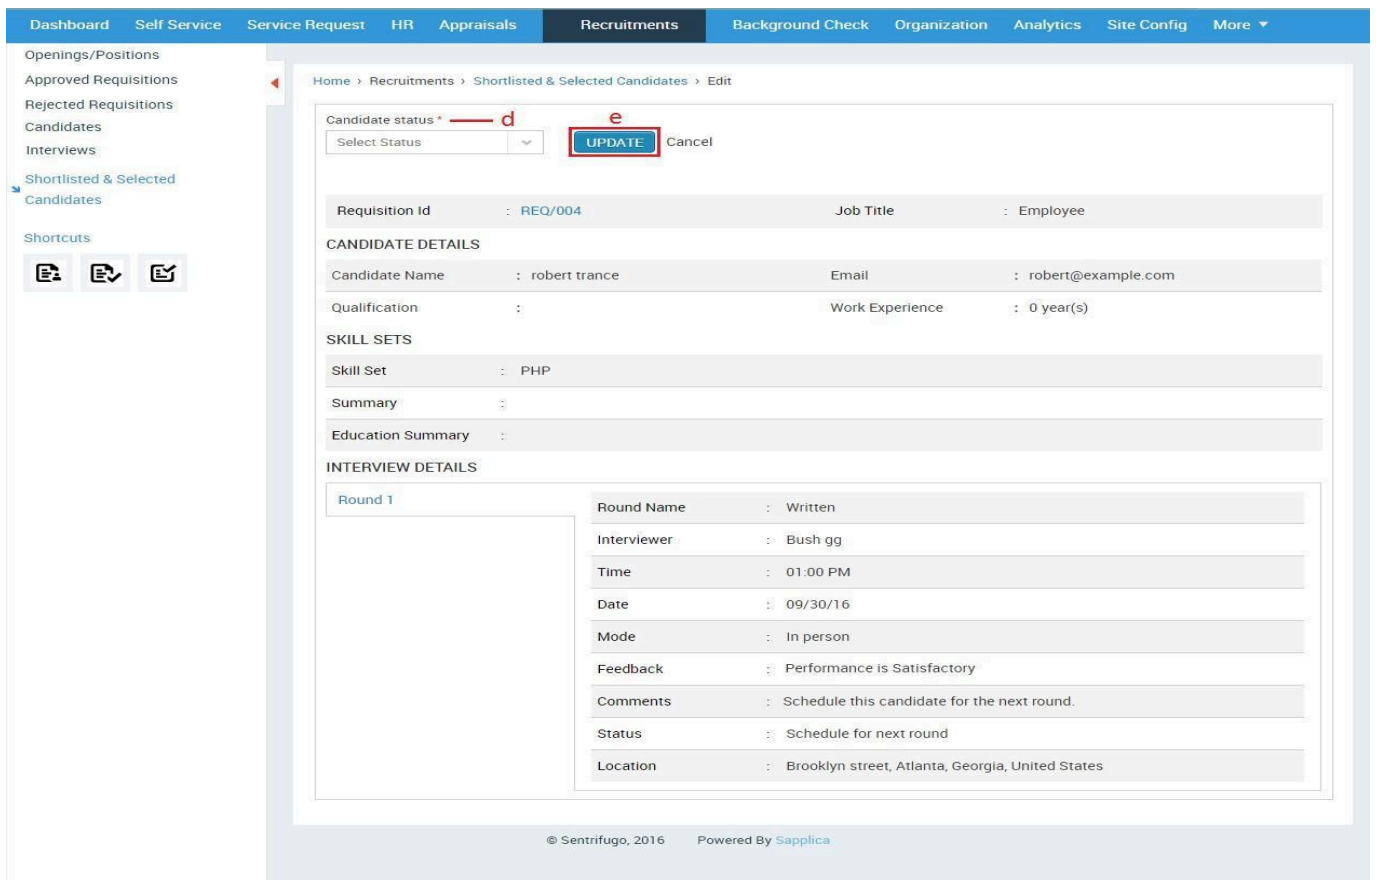 Dashboard Self Service Service Request HR Appraisals Recruitments Background Check Organization Analytics Site Config More
Openings/Positions
Approved Requisitions
Rejected Requisitions
Candidates
Interviews
Shortlisted & Selected
Candidates
Shortcuts
Home › Recruitments › Shortlisted & Selected Candidates › Edit
Candidate status * d e
Select Status UPDATE Cancel
Requisition Id : REQ/004 Job Title : Employee
CANDIDATE DETAILS
Candidate Name : robert trance Email : robert@example.com
Qualification : Work Experience : 0 year(s)
SKILL SETS
Skill Set : PHP
Summary :
Education Summary :
INTERVIEW DETAILS
Round 1
Round Name : Written
Interviewer : Bush gg
Time : 01:00 PM
Date : 09/30/16
Mode : In person
Feedback : Performance is Satisfactory
Comments : Schedule this candidate for the next round.
Status : Schedule for next round
Location : Brooklyn street, Atlanta, Georgia, United States
© Sentrifugo, 2016 Powered By Sapplica